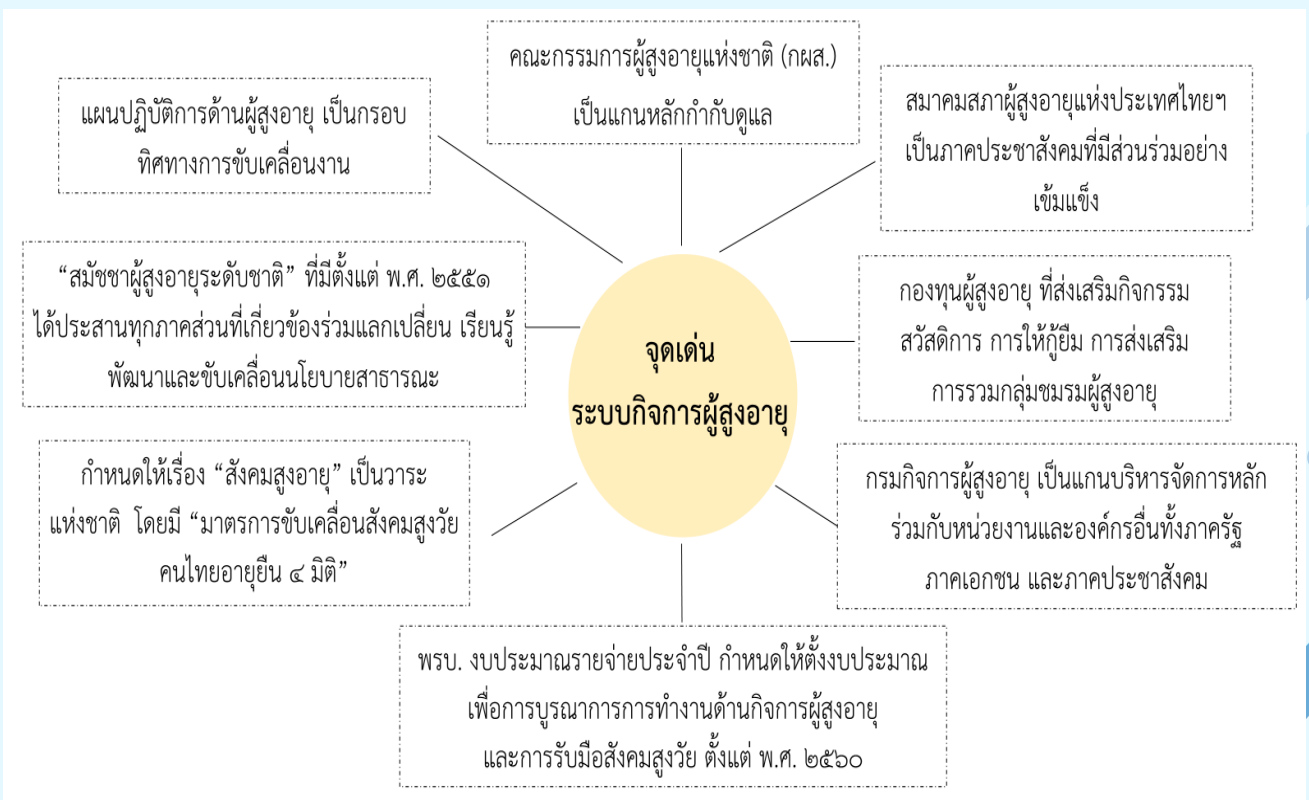 คณะกรรมการผู้สูงอายุแห่งชาติ (กผส.)
เป็นแกนหลักกำกับดูแล
แผนปฏิบัติการด้านผู้สูงอายุ เป็นกรอบ
ทิศทางการขับเคลื่อนงาน
สมาคมสภาผู้สูงอายุแห่งประเทศไทยฯ
เป็นภาคประชาสังคมที่มีส่วนร่วมอย่าง
เข้มแข็ง
“สมัชชาผู้สูงอายุระดับชาติ” ที่มีตั้งแต่ พ.ศ. ๒๕๕๑
ได้ประสานทุกภาคส่วนที่เกี่ยวข้องร่วมแลกเปลี่ยน เรียนรู้
พัฒนาและขับเคลื่อนนโยบายสาธารณะ
กองทุนผู้สูงอายุ ที่ส่งเสริมกิจกรรม
สวัสดิการ การให้กู้ยืม การส่งเสริม
การรวมกลุ่มชมรมผู้สูงอายุ
จุดเด่น
ระบบกิจการผู้สูงอายุ
กำหนดให้เรื่อง “สังคมสูงอายุ” เป็นวาระ
แห่งชาติ โดยมี “มาตรการขับเคลื่อนสังคมสูงวัย
คนไทยอายุยืน ๔ มิติ”
กรมกิจการผู้สูงอายุ เป็นแกนบริหารจัดการหลัก
ร่วมกับหน่วยงานและองค์กรอื่นทั้งภาครัฐ
ภาคเอกชน และภาคประชาสังคม
พรบ. งบประมาณรายจ่ายประจำปี กำหนดให้ตั้งงบประมาณ
เพื่อการบูรณาการการทำงานด้านกิจการผู้สูงอายุ
และการรับมือสังคมสูงวัย ตั้งแต่ พ.ศ. ๒๕๖๐